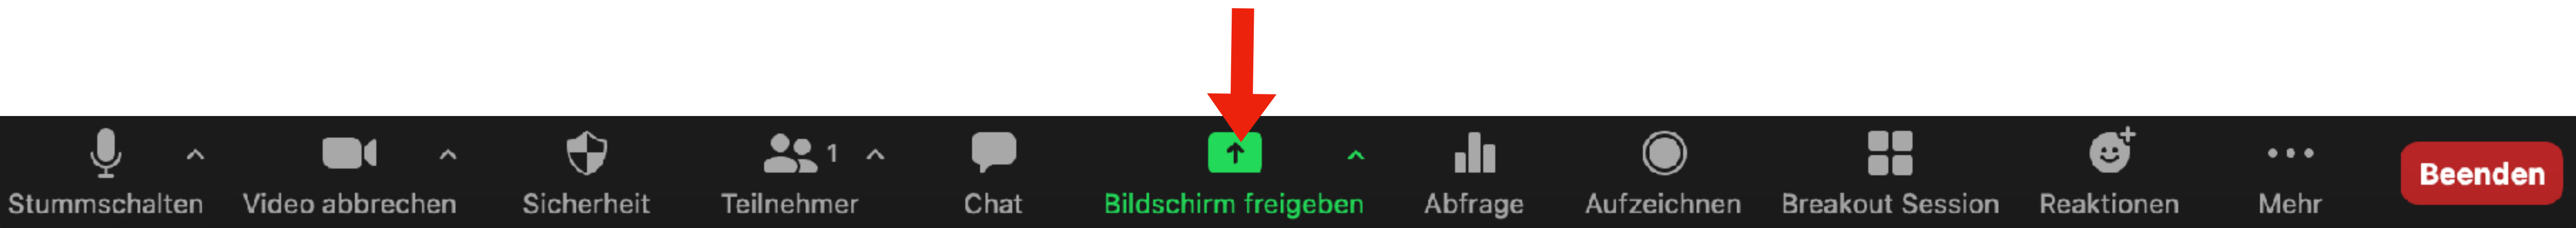 1
Stummschalten Video abbrechen Sicherheit Teilnehmer Chat Bildschirm freigeben Abfrage Aufzeichnen Breakout Session Reaktionen Mehr Beenden